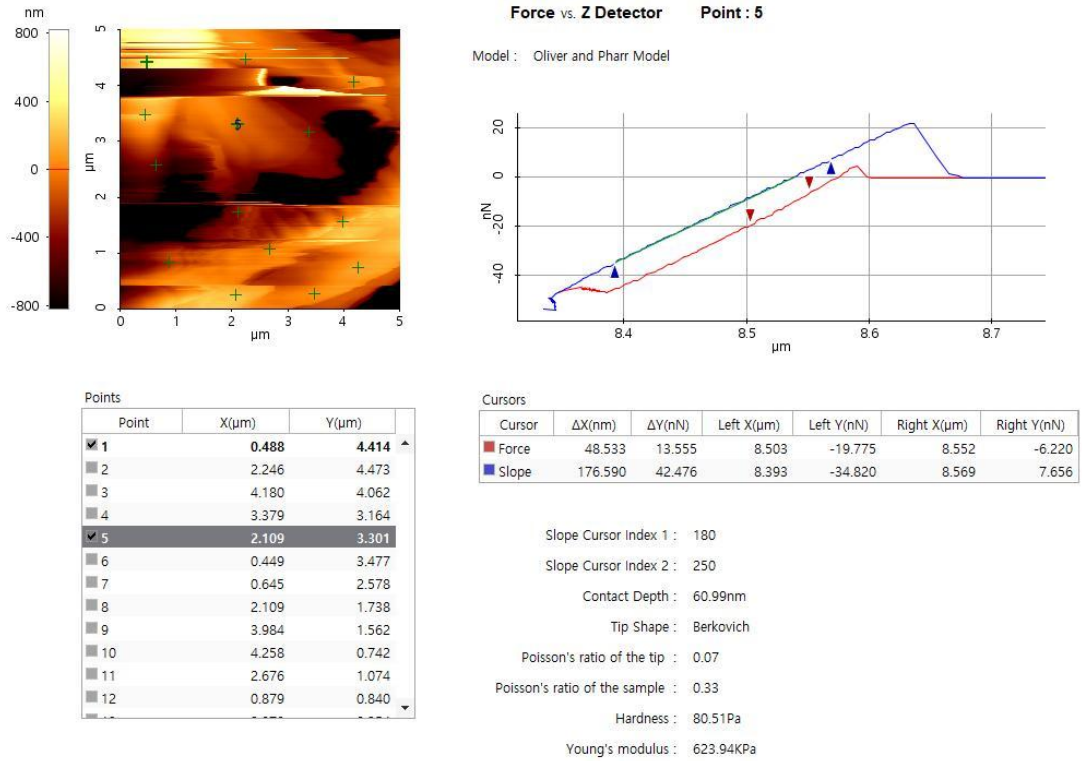 Force vs. Z Detector Point : 5
Model : Oliver and Pharr Model
nm
800
400
0
-400
-800
5
4
3
2
1
0
µm
5
0 1 2 3 4 5
µm
20
0
-20
-40
nN
8.4 8.5 8.6 8.7
µm
Points
Point X(µm) Y(µm)
1 0.488 4.414
2 2.246 4.473
3 4.180 4.062
4 3.379 3.164
5 2.109 3.301
6 0.449 3.477
7 0.645 2.578
8 2.109 1.738
9 3.984 1.562
10 4.258 0.742
11 2.676 1.074
12 0.879 0.840
Cursors
Cursor ΔX(nm) ΔY(nN) Left X(µm) Left Y(nN) Right X(µm) Right Y(nN)
Force 48.533 13.555 8.503 -19.775 8.552 -6.220
Slope 176.590 42.476 8.393 -34.820 8.569 7.656
Slope Cursor Index 1 : 180
Slope Cursor Index 2 : 250
Contact Depth : 60.99nm
Tip Shape : Berkovich
Poisson's ratio of the tip : 0.07
Poisson's ratio of the sample : 0.33
Hardness : 80.51Pa
Young's modulus : 623.94KPa